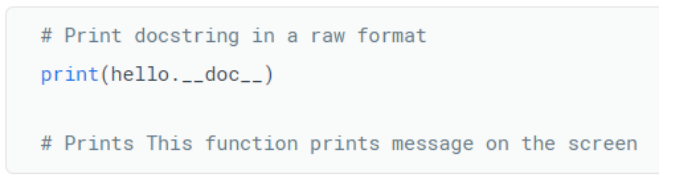 # Print docstring in a raw format
print(hello.__doc__)
# Prints This function prints message on the screen